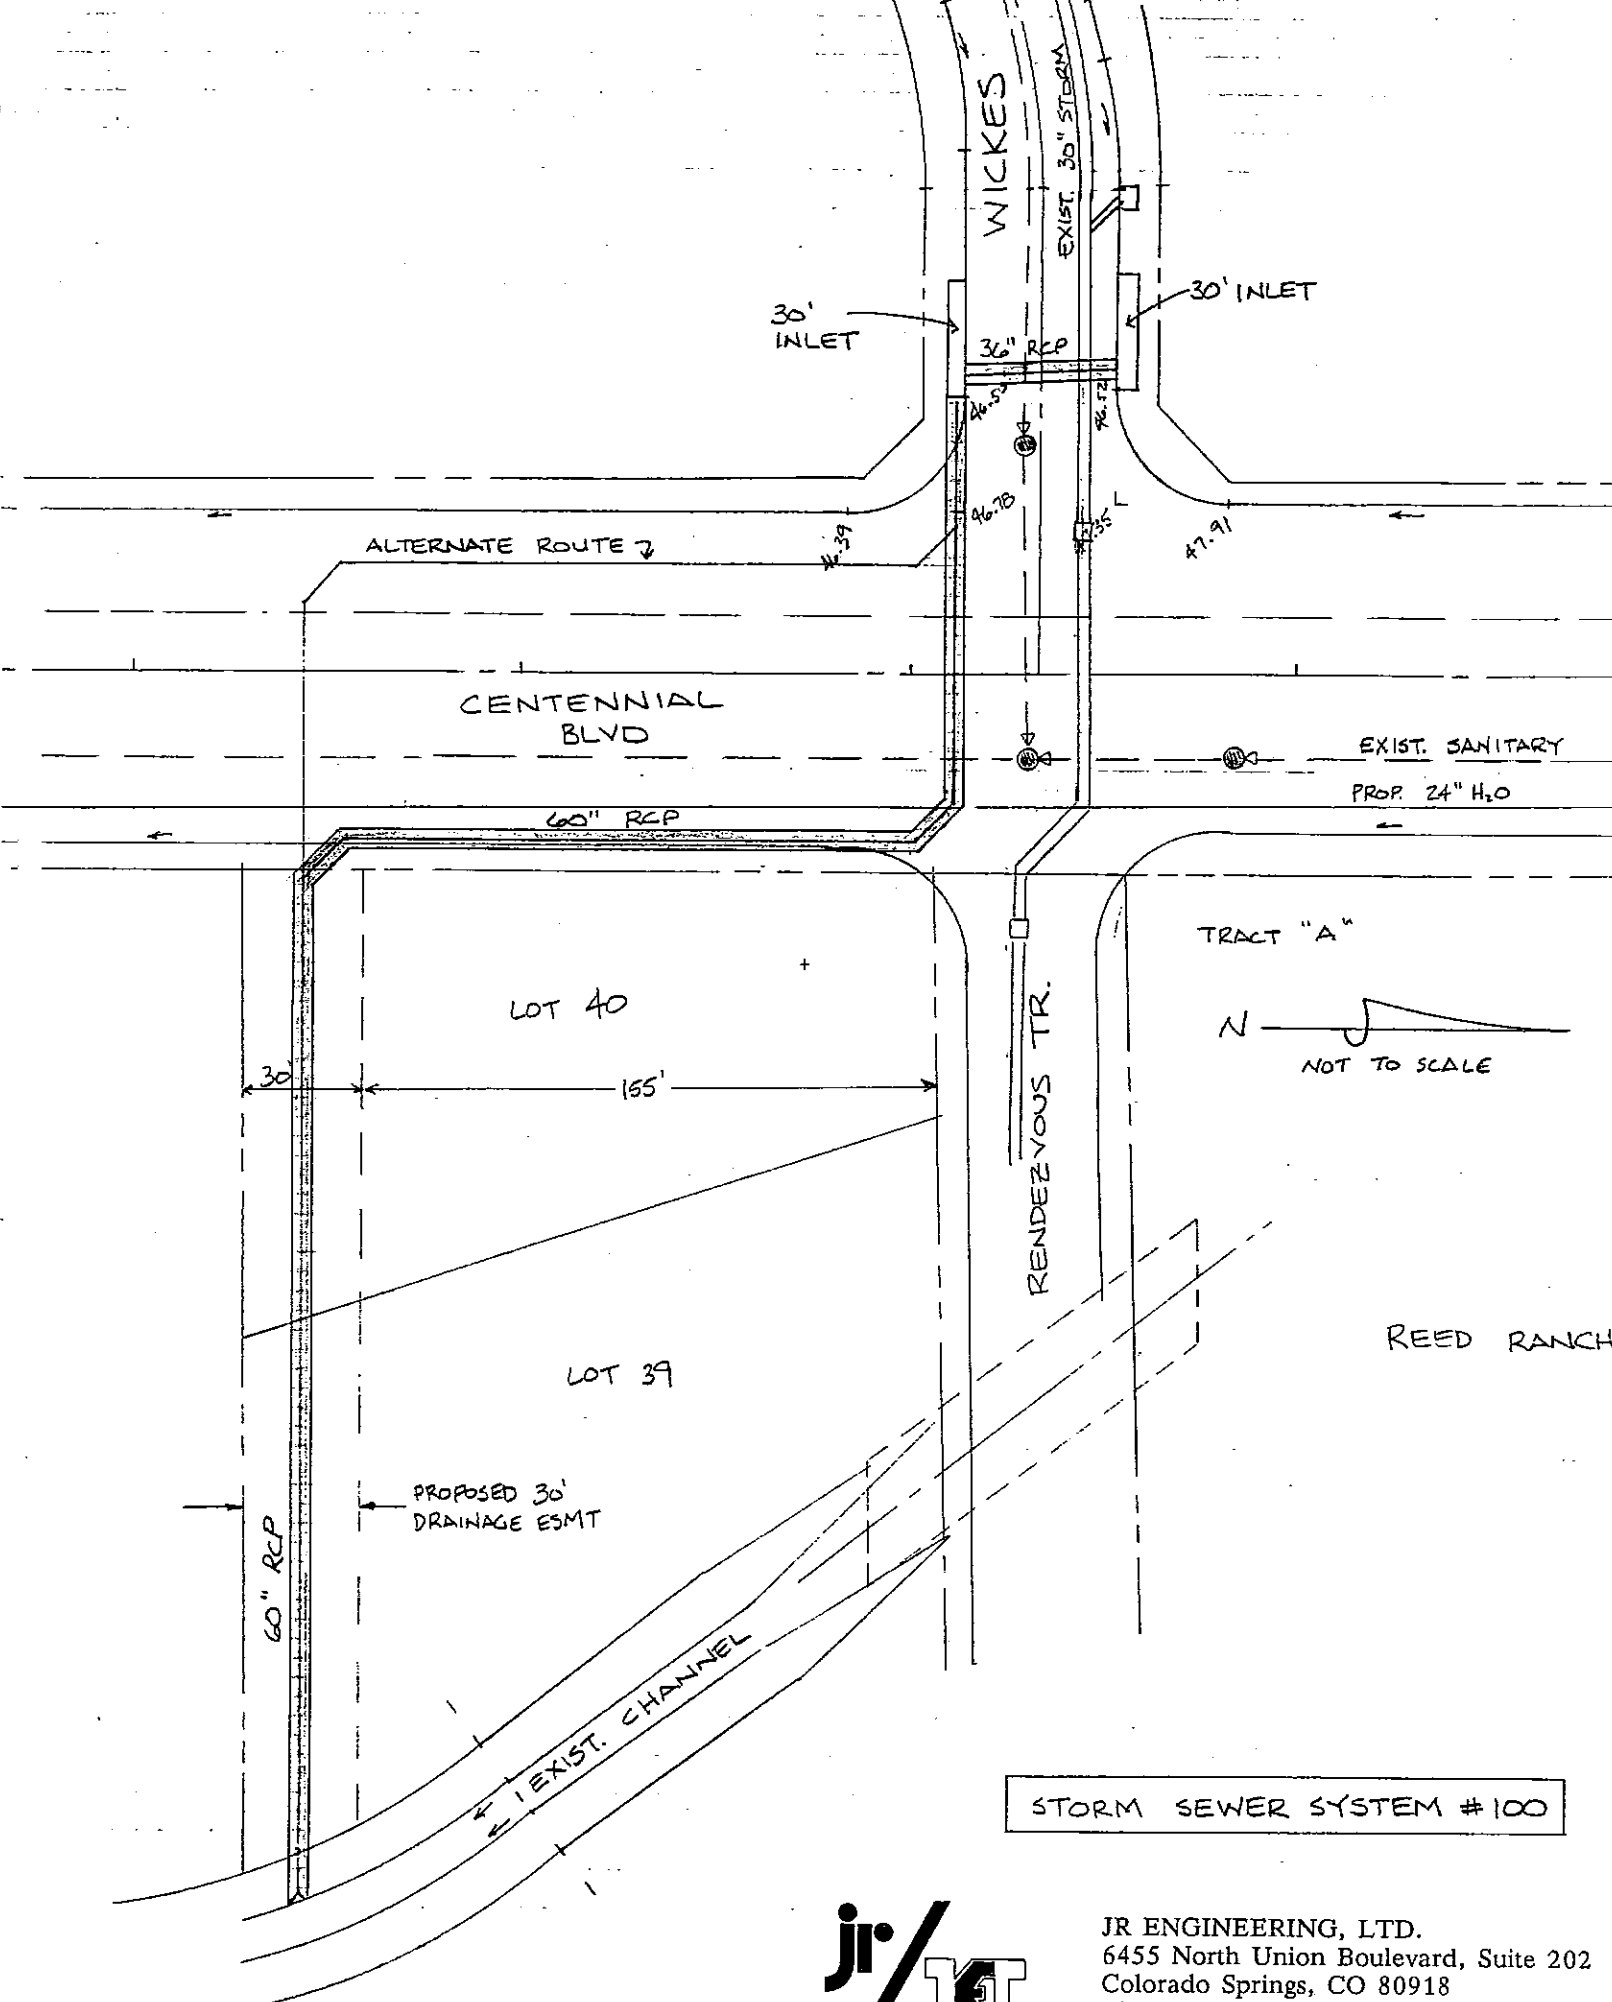 WICKES
EXIST. 30" STORM
30'
INLET
30' INLET
36" RCP
46.5
46.52
46.78
46.39
.35
47.91
L
ALTERNATE ROUTE
CENTENNIAL
BLVD
EXIST. SANITARY
PROP. 24" H₂O
60" RCP
TRACT "A"
LOT 40
N
NOT TO SCALE
30'
155'
RENDEZVOUS TR.
REED RANCH
LOT 39
PROPOSED 30'
DRAINAGE ESMT
60" RCP
EXIST. CHANNEL
STORM SEWER SYSTEM #100
jr/
JR ENGINEERING, LTD.
6455 North Union Boulevard, Suite 202
Colorado Springs, CO 80918